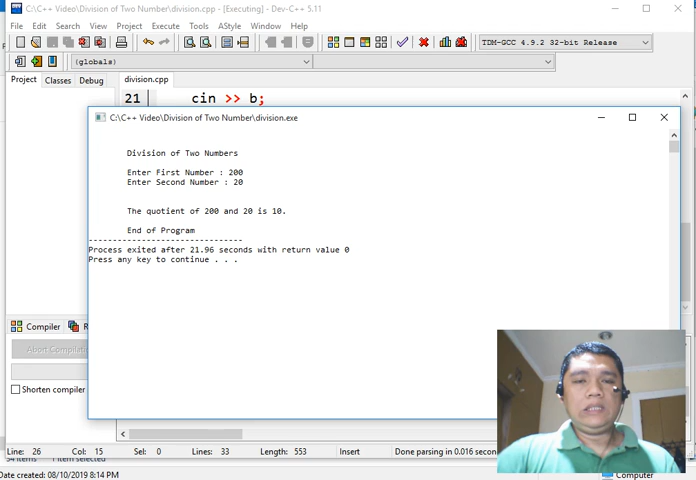 C:\C++ Video\Division of Two Number\division.cpp - [Executing] - Dev-C++ 5.11
File Edit Search View Project Execute Tools AStyle Window Help
TDM-GCC 4.9.2 32-bit Release
(globals)
Project Classes Debug
division.cpp
21 cin >> b;
C:\C++ Video\Division of Two Number\division.exe
Division of Two Numbers
Enter First Number : 200
Enter Second Number : 20
The quotient of 200 and 20 is 10.
End of Program
--------------------------------
Process exited after 21.96 seconds with return value 0
Press any key to continue . . .
Compiler
Abort Compilation
Shorten compiler
Line: 26 Col: 15 Sel: 0 Lines: 33 Length: 553 Insert Done parsing in 0.016 secon
Date created: 08/10/2019 8:14 PM
Computer